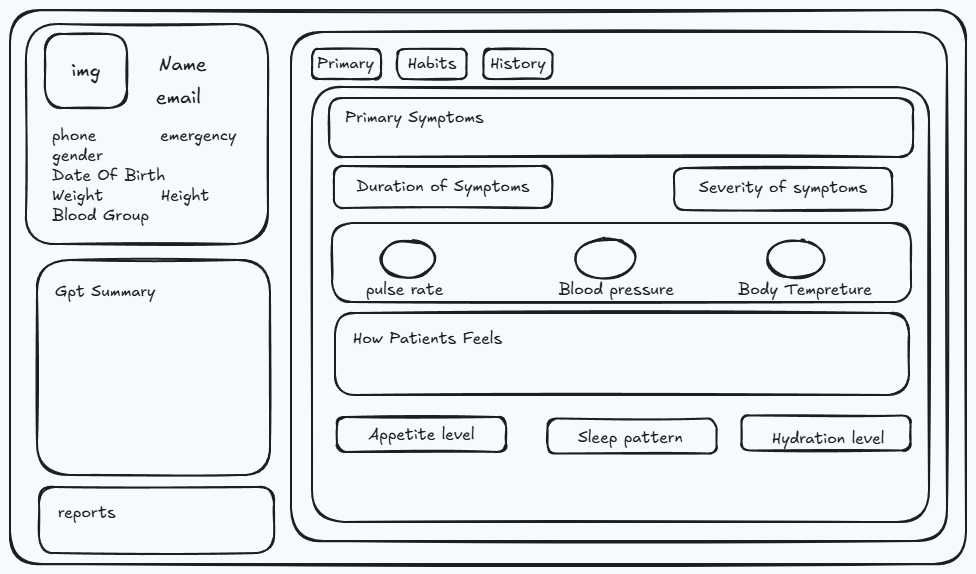 img
Name
email
phone emergency
gender
Date Of Birth
Weight Height
Blood Group
Gpt Summary
reports
Primary Habits History
Primary Symptoms
Duration of Symptoms Severity of symptoms
pulse rate Blood pressure Body Tempreture
How Patients Feels
Appetite level Sleep pattern Hydration level